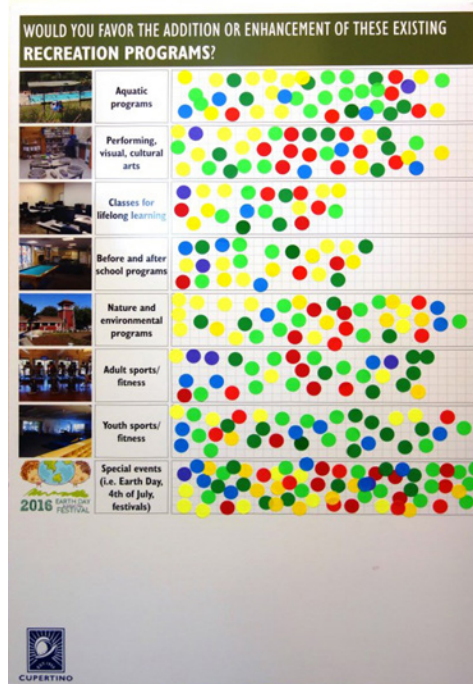 WOULD YOU FAVOR THE ADDITION OR ENHANCEMENT OF THESE EXISTING
RECREATION PROGRAMS?
Aquatic
programs
Performing,
visual, cultural
arts
Classes for
lifelong learning
Before and after
school programs
Nature and
environmental
programs
Adult sports/
fitness
Youth sports/
fitness
Special events
(i.e. Earth Day,
4th of July,
festivals)
2016 EARTH DAY
FESTIVAL
CUPERTINO